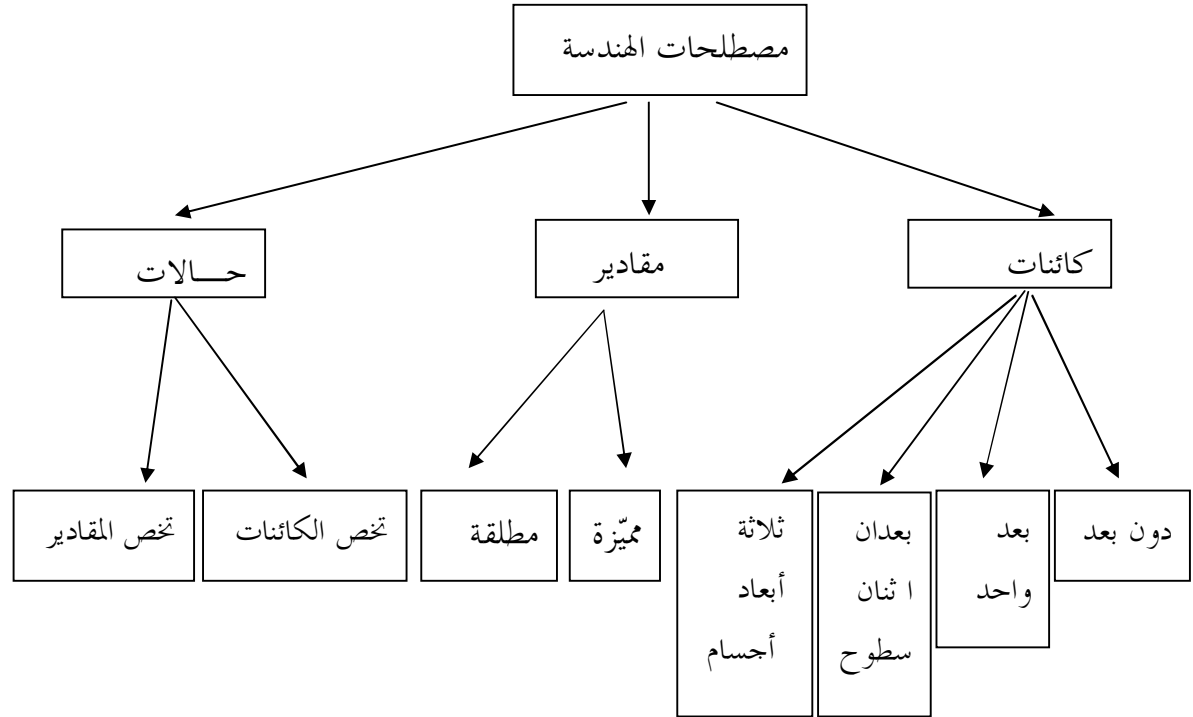 مصطلحات الهندسة
كائنات
مقادير
حـــالات
دون بعد
بعد
واحد
بعدان
ا ثنان
سطوح
ثلاثة
أبعاد
أجسام
مميّزة
مطلقة
تخص الكائنات
تخص المقادير